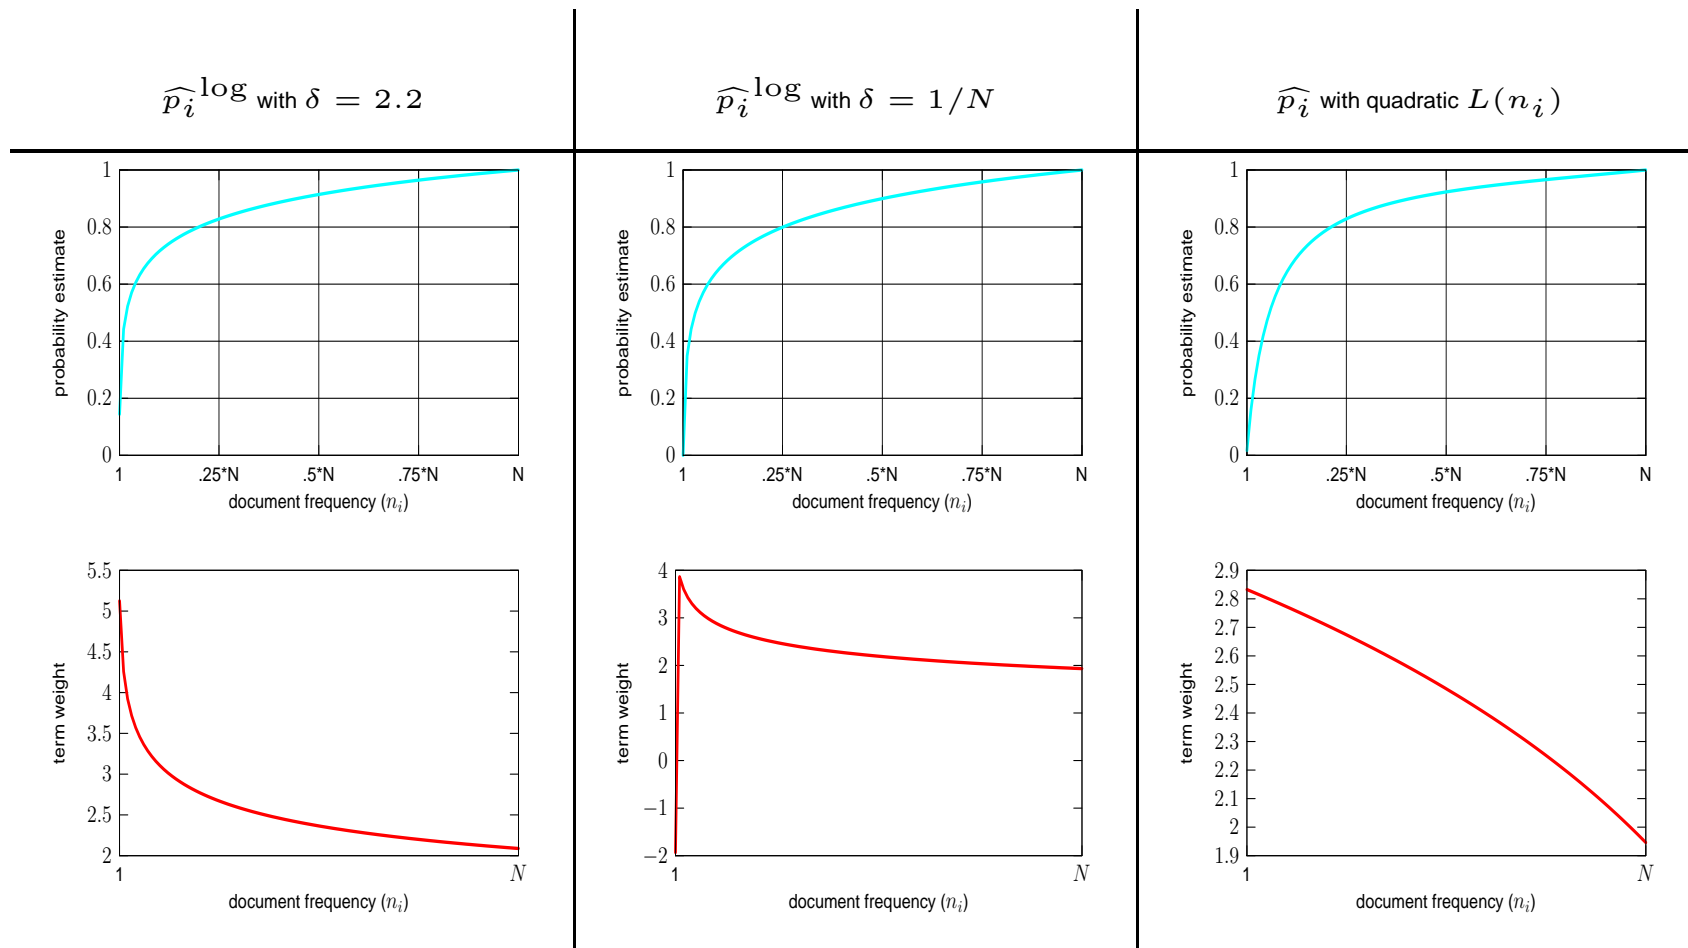 p̂ᵢ^log with δ = 2.2
p̂ᵢ^log with δ = 1/N
p̂ᵢ with quadratic L(nᵢ)
probability estimate
1
0.8
0.6
0.4
0.2
0
1 .25*N .5*N .75*N N
document frequency (nᵢ)
probability estimate
1
0.8
0.6
0.4
0.2
0
1 .25*N .5*N .75*N N
document frequency (nᵢ)
probability estimate
1
0.8
0.6
0.4
0.2
0
1 .25*N .5*N .75*N N
document frequency (nᵢ)
term weight
5.5
5
4.5
4
3.5
3
2.5
2
1 N
document frequency (nᵢ)
term weight
4
3
2
1
0
−1
−2
1 N
document frequency (nᵢ)
term weight
2.9
2.8
2.7
2.6
2.5
2.4
2.3
2.2
2.1
2
1.9
1 N
document frequency (nᵢ)